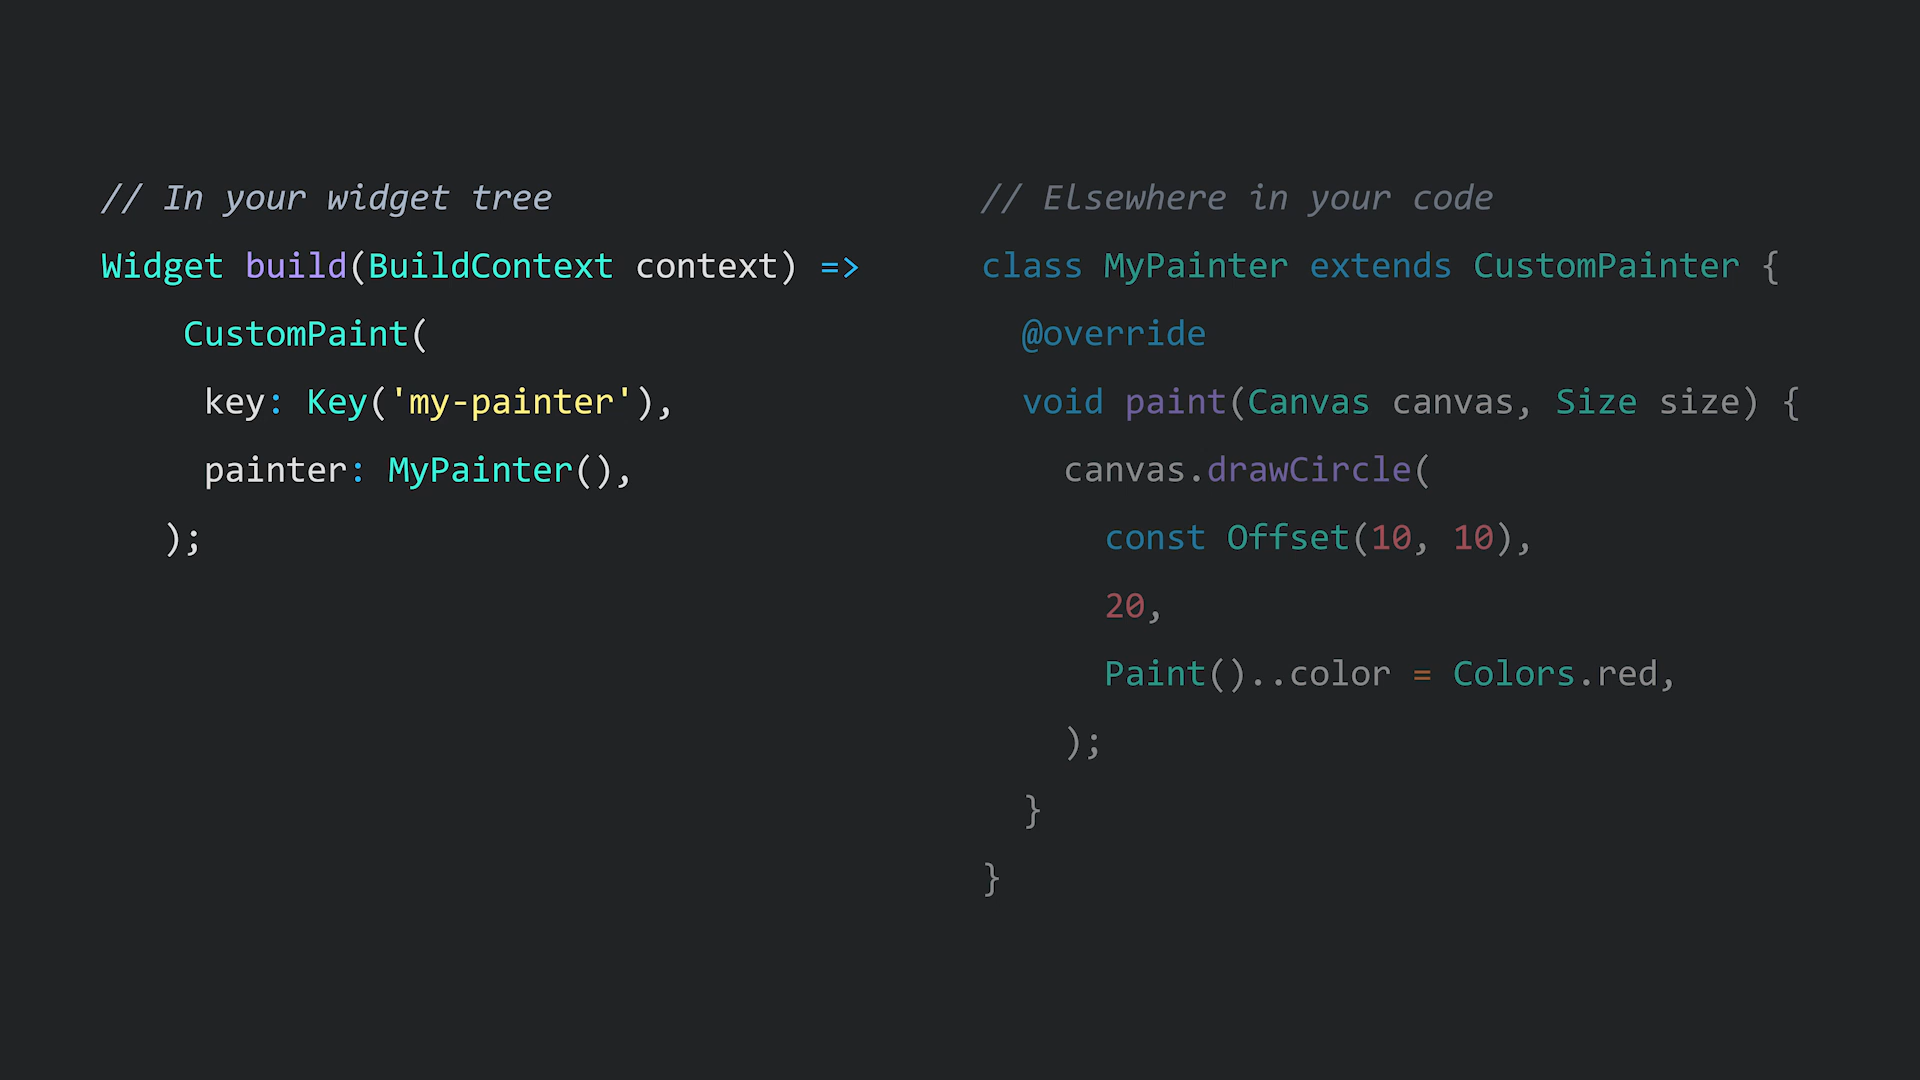 // In your widget tree
Widget build(BuildContext context) =>
CustomPaint(
key: Key('my-painter'),
painter: MyPainter(),
);
// Elsewhere in your code
class MyPainter extends CustomPainter {
@override
void paint(Canvas canvas, Size size) {
canvas.drawCircle(
const Offset(10, 10),
20,
Paint()..color = Colors.red,
);
}
}